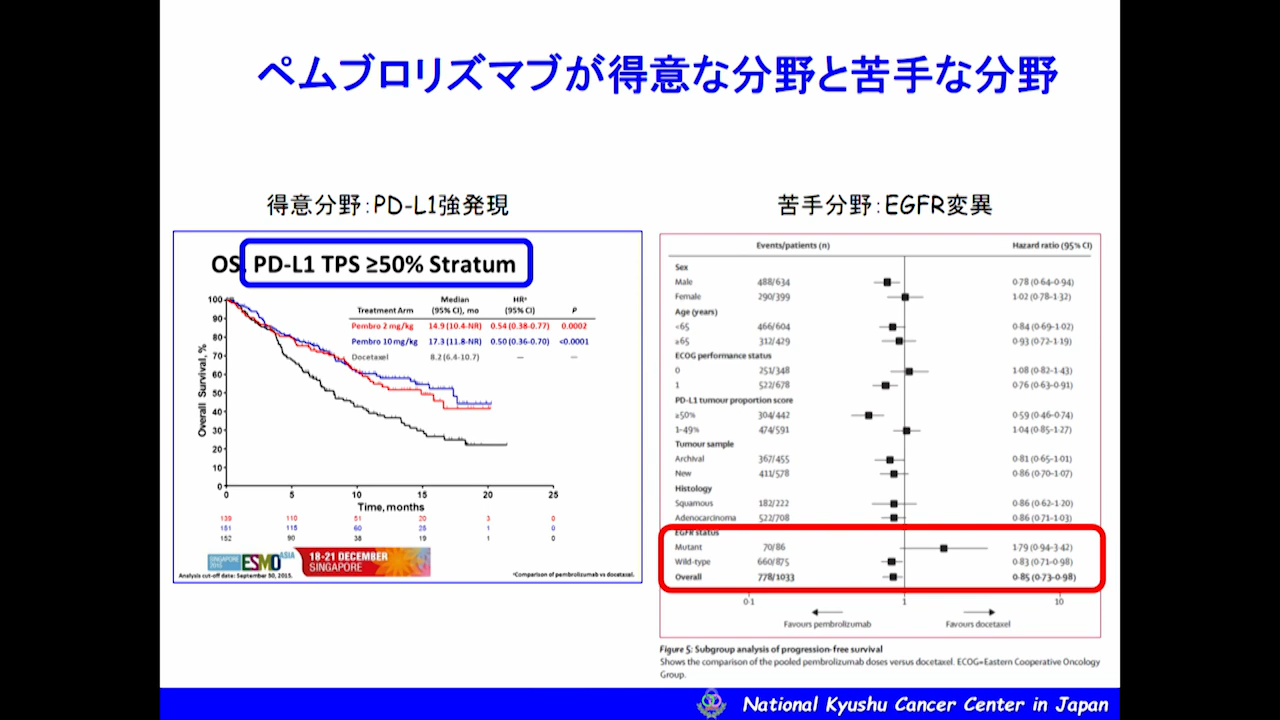 ペムブロリズマブが得意な分野と苦手な分野
得意分野：PD-L1強発現
OS, PD-L1 TPS ≥50% Stratum
Treatment Arm Median (95% CI), mo HRᵃ (95% CI) P
Pembro 2 mg/kg 14.9 (10.4-NR) 0.54 (0.38-0.77) 0.0002
Pembro 10 mg/kg 17.3 (11.8-NR) 0.50 (0.36-0.70) <0.0001
Docetaxel 8.2 (6.4-10.7) — —
Overall Survival, %
100
90
80
70
60
50
40
30
20
10
0
0 5 10 15 20 25
Time, months
139 110 51 20 3 0
151 115 60 25 1 0
152 90 38 19 1 0
SINGAPORE 2015 ESMO ASIA
18-21 DECEMBER
SINGAPORE
Analysis cut-off date: September 30, 2015.
ᵃComparison of pembrolizumab vs docetaxel.
苦手分野：EGFR変異
Events/patients (n) Hazard ratio (95% CI)
Sex
Male 488/634 0·78 (0·64–0·94)
Female 290/399 1·02 (0·78–1·32)
Age (years)
<65 466/604 0·84 (0·69–1·02)
≥65 312/429 0·93 (0·72–1·19)
ECOG performance status
0 251/348 1·08 (0·82–1·43)
1 522/678 0·76 (0·63–0·91)
PD-L1 tumour proportion score
≥50% 304/442 0·59 (0·46–0·74)
1–49% 474/591 1·04 (0·85–1·27)
Tumour sample
Archival 367/455 0·81 (0·65–1·01)
New 411/578 0·86 (0·70–1·07)
Histology
Squamous 182/222 0·86 (0·62–1·20)
Adenocarcinoma 522/708 0·86 (0·71–1·03)
EGFR status
Mutant 70/86 1·79 (0·94–3·42)
Wild-type 660/875 0·83 (0·71–0·98)
Overall 778/1033 0·85 (0·73–0·98)
0·1 1 10
Favours pembrolizumab Favours docetaxel
Figure 5: Subgroup analysis of progression-free survival
Shows the comparison of the pooled pembrolizumab doses versus docetaxel. ECOG=Eastern Cooperative Oncology
Group.
National Kyushu Cancer Center in Japan